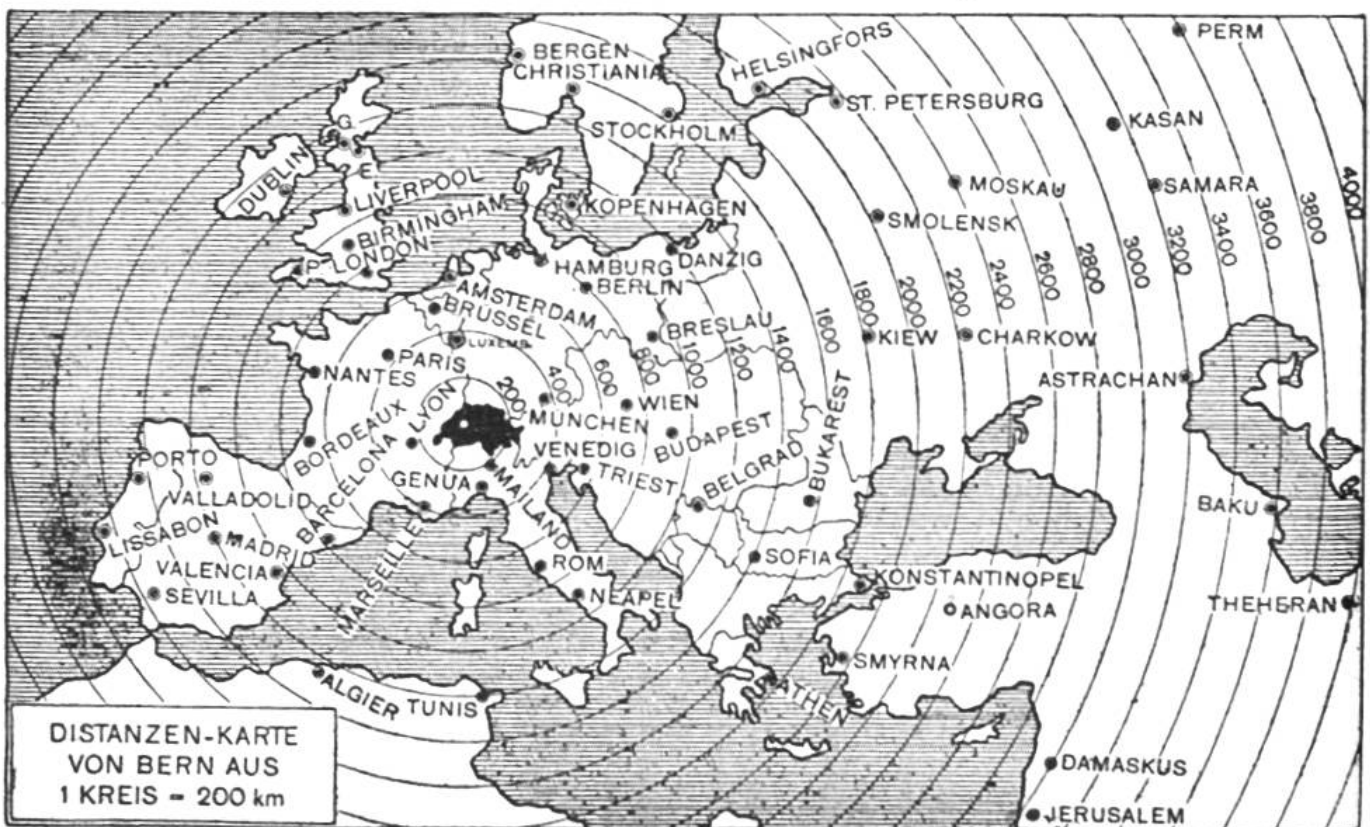 BERGEN
CHRISTIANIA
HELSINGFORS
PERM
ST. PETERSBURG
STOCKHOLM
KASAN
G.
E.
DUBLIN
LIVERPOOL
BIRMINGHAM
P.
LONDON
KOPENHAGEN
MOSKAU
SAMARA
SMOLENSK
HAMBURG
DANZIG
BERLIN
AMSTERDAM
BRÜSSEL
LUXEMB.
BRESLAU
KIEW
CHARKOW
PARIS
NANTES
ASTRACHAN
200
400
600
800
1000
1200
1400
1600
1800
2000
2200
2400
2600
2800
3000
3200
3400
3600
3800
4000
MÜNCHEN
WIEN
BORDEAUX
LYON
BUDAPEST
VENEDIG
TRIEST
BELGRAD
BUKAREST
GENUA
MAILAND
PORTO
VALLADOLID
BARCELONA
LISSABON
MADRID
BAKU
MARSEILLE
ROM
SOFIA
VALENCIA
SEVILLA
NEAPEL
KONSTANTINOPEL
ANGORA
THEHERAN
SMYRNA
ATHEN
ALGIER
TUNIS
DAMASKUS
JERUSALEM
DISTANZEN-KARTE
VON BERN AUS
1 KREIS = 200 km